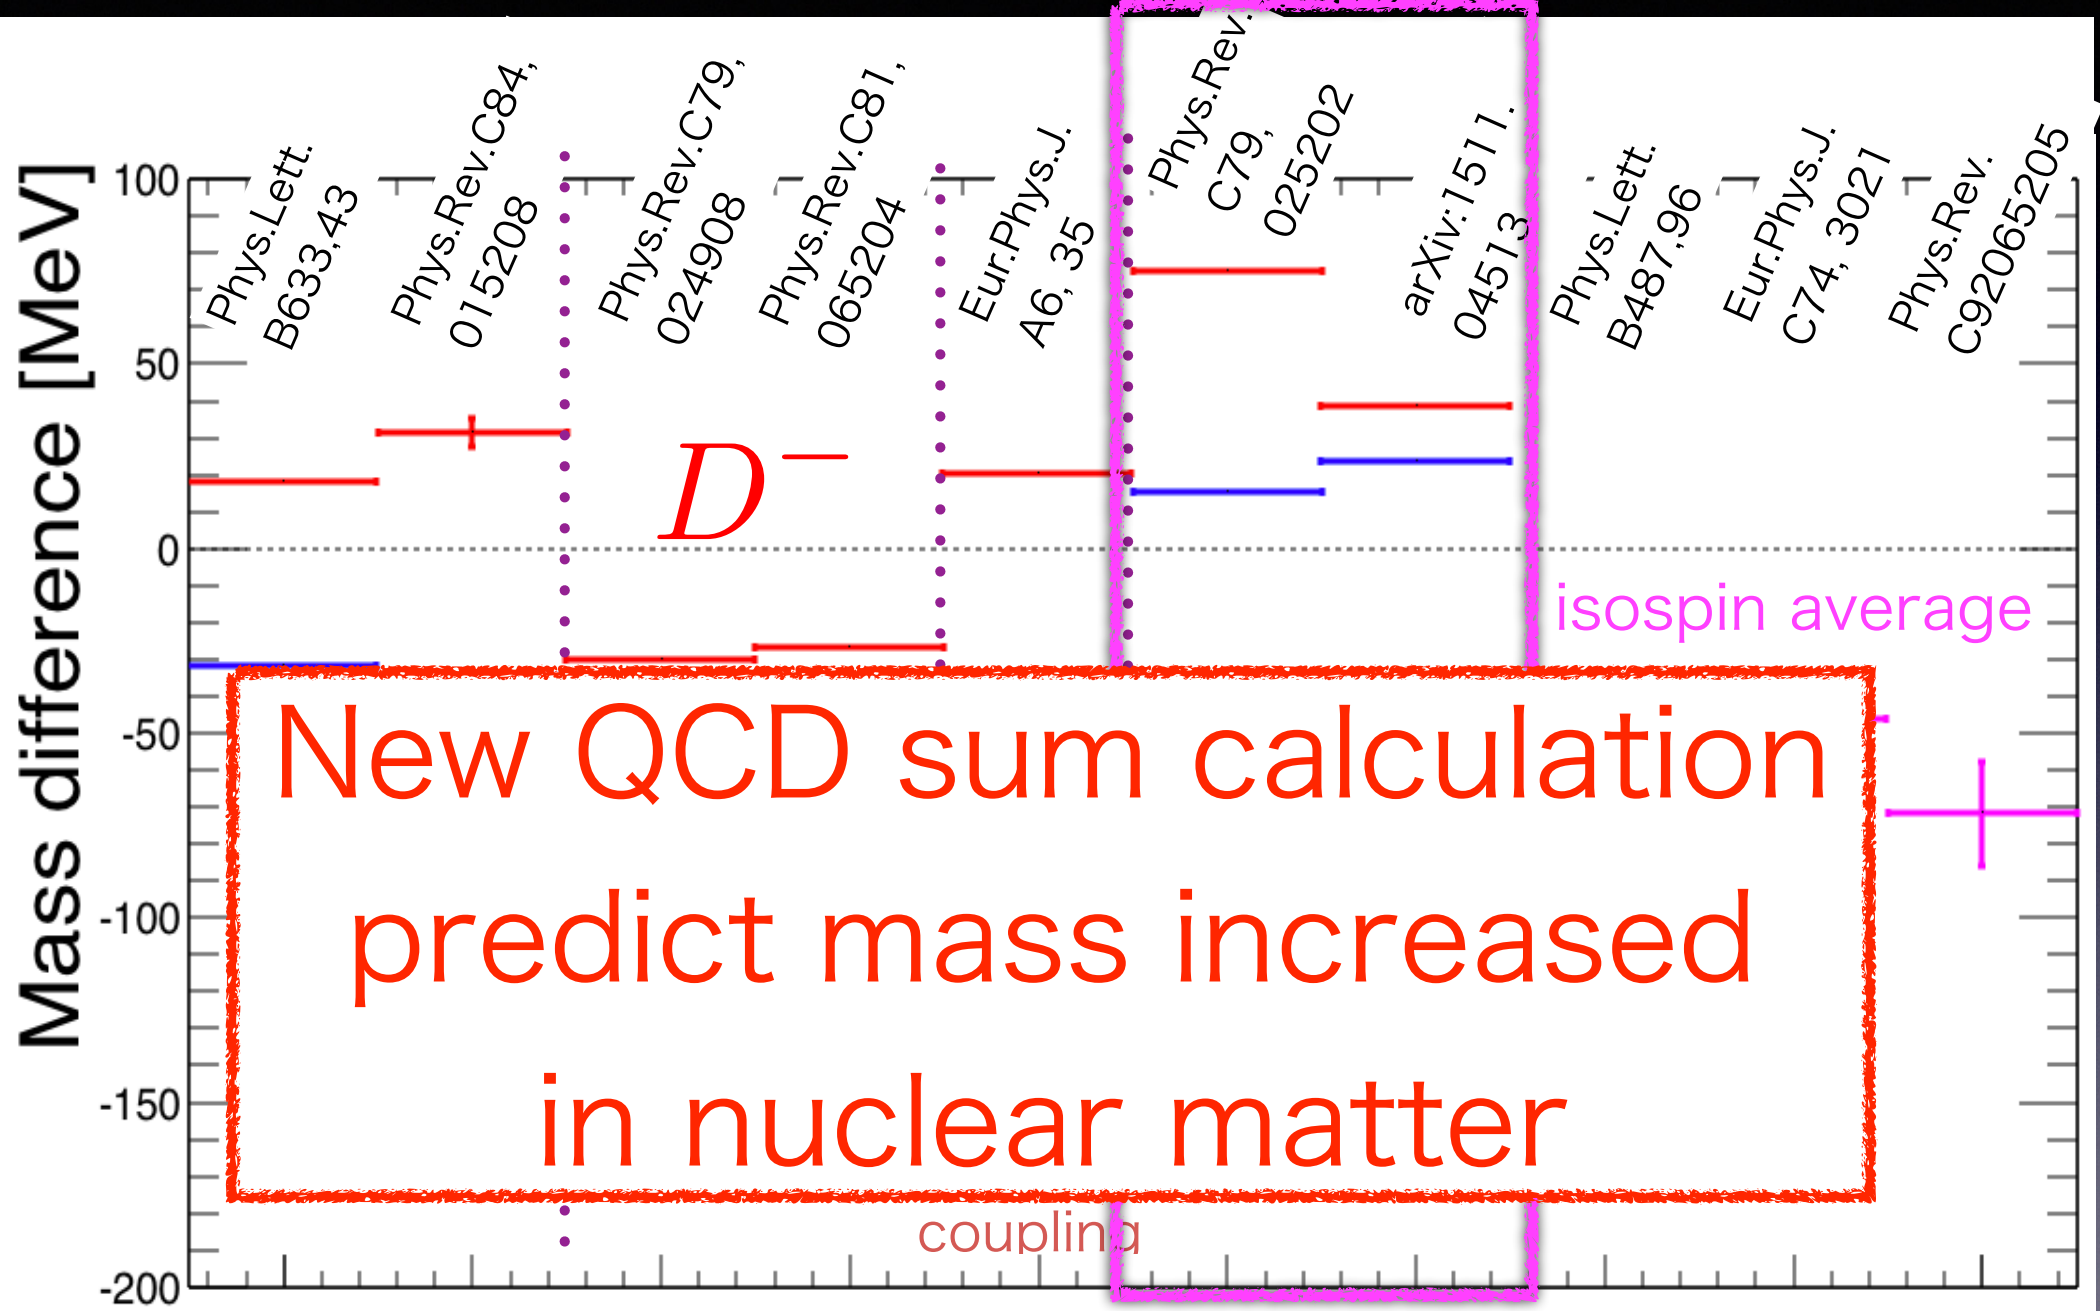 Phys.Lett.
B633,43
Phys.Rev.C84,
015208
Phys.Rev.C79,
024908
Phys.Rev.C81,
065204
Eur.Phys.J.
A6, 35
Phys.Rev.
C79,
025202
arXiv:1511.
04513
Phys.Lett.
B487,96
Eur.Phys.J.
C74, 3021
Phys.Rev.
C92065205
Mass difference [MeV]
100
50
0
-50
-100
-150
-200
D⁻
isospin average
New QCD sum calculation
predict mass increased
in nuclear matter
coupling